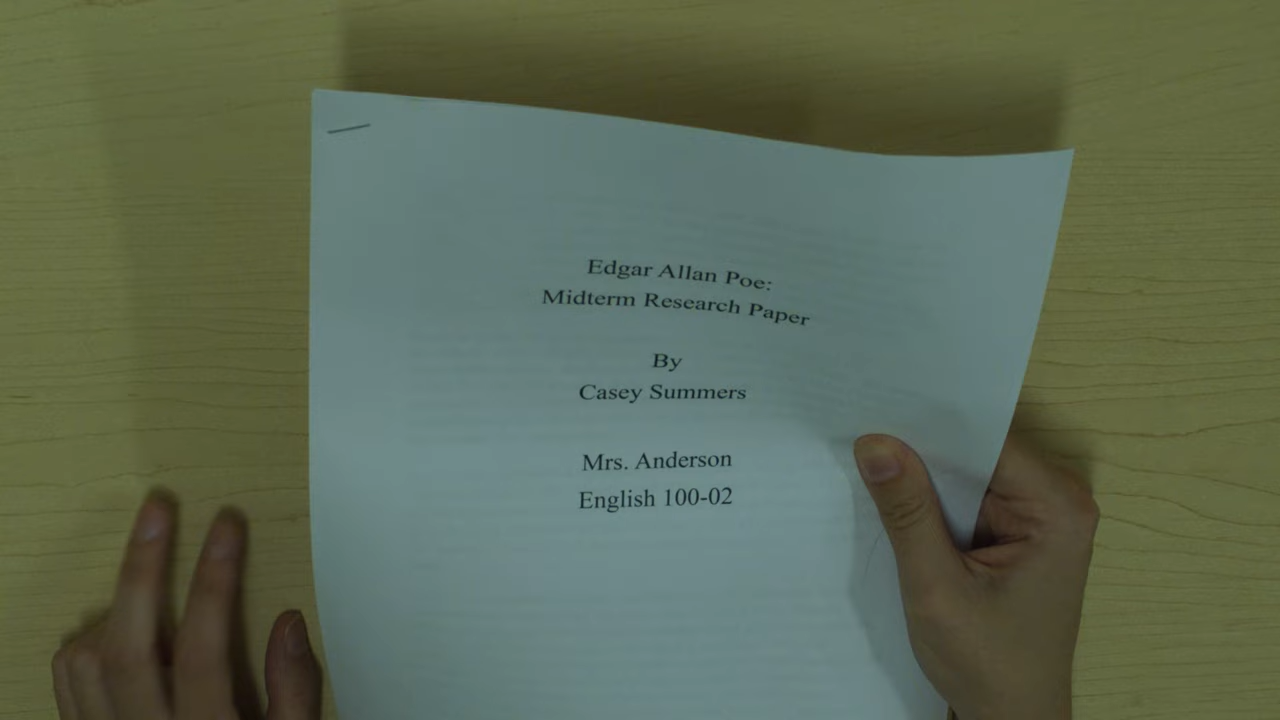 Edgar Allan Poe:
Midterm Research Paper
By
Casey Summers
Mrs. Anderson
English 100-02